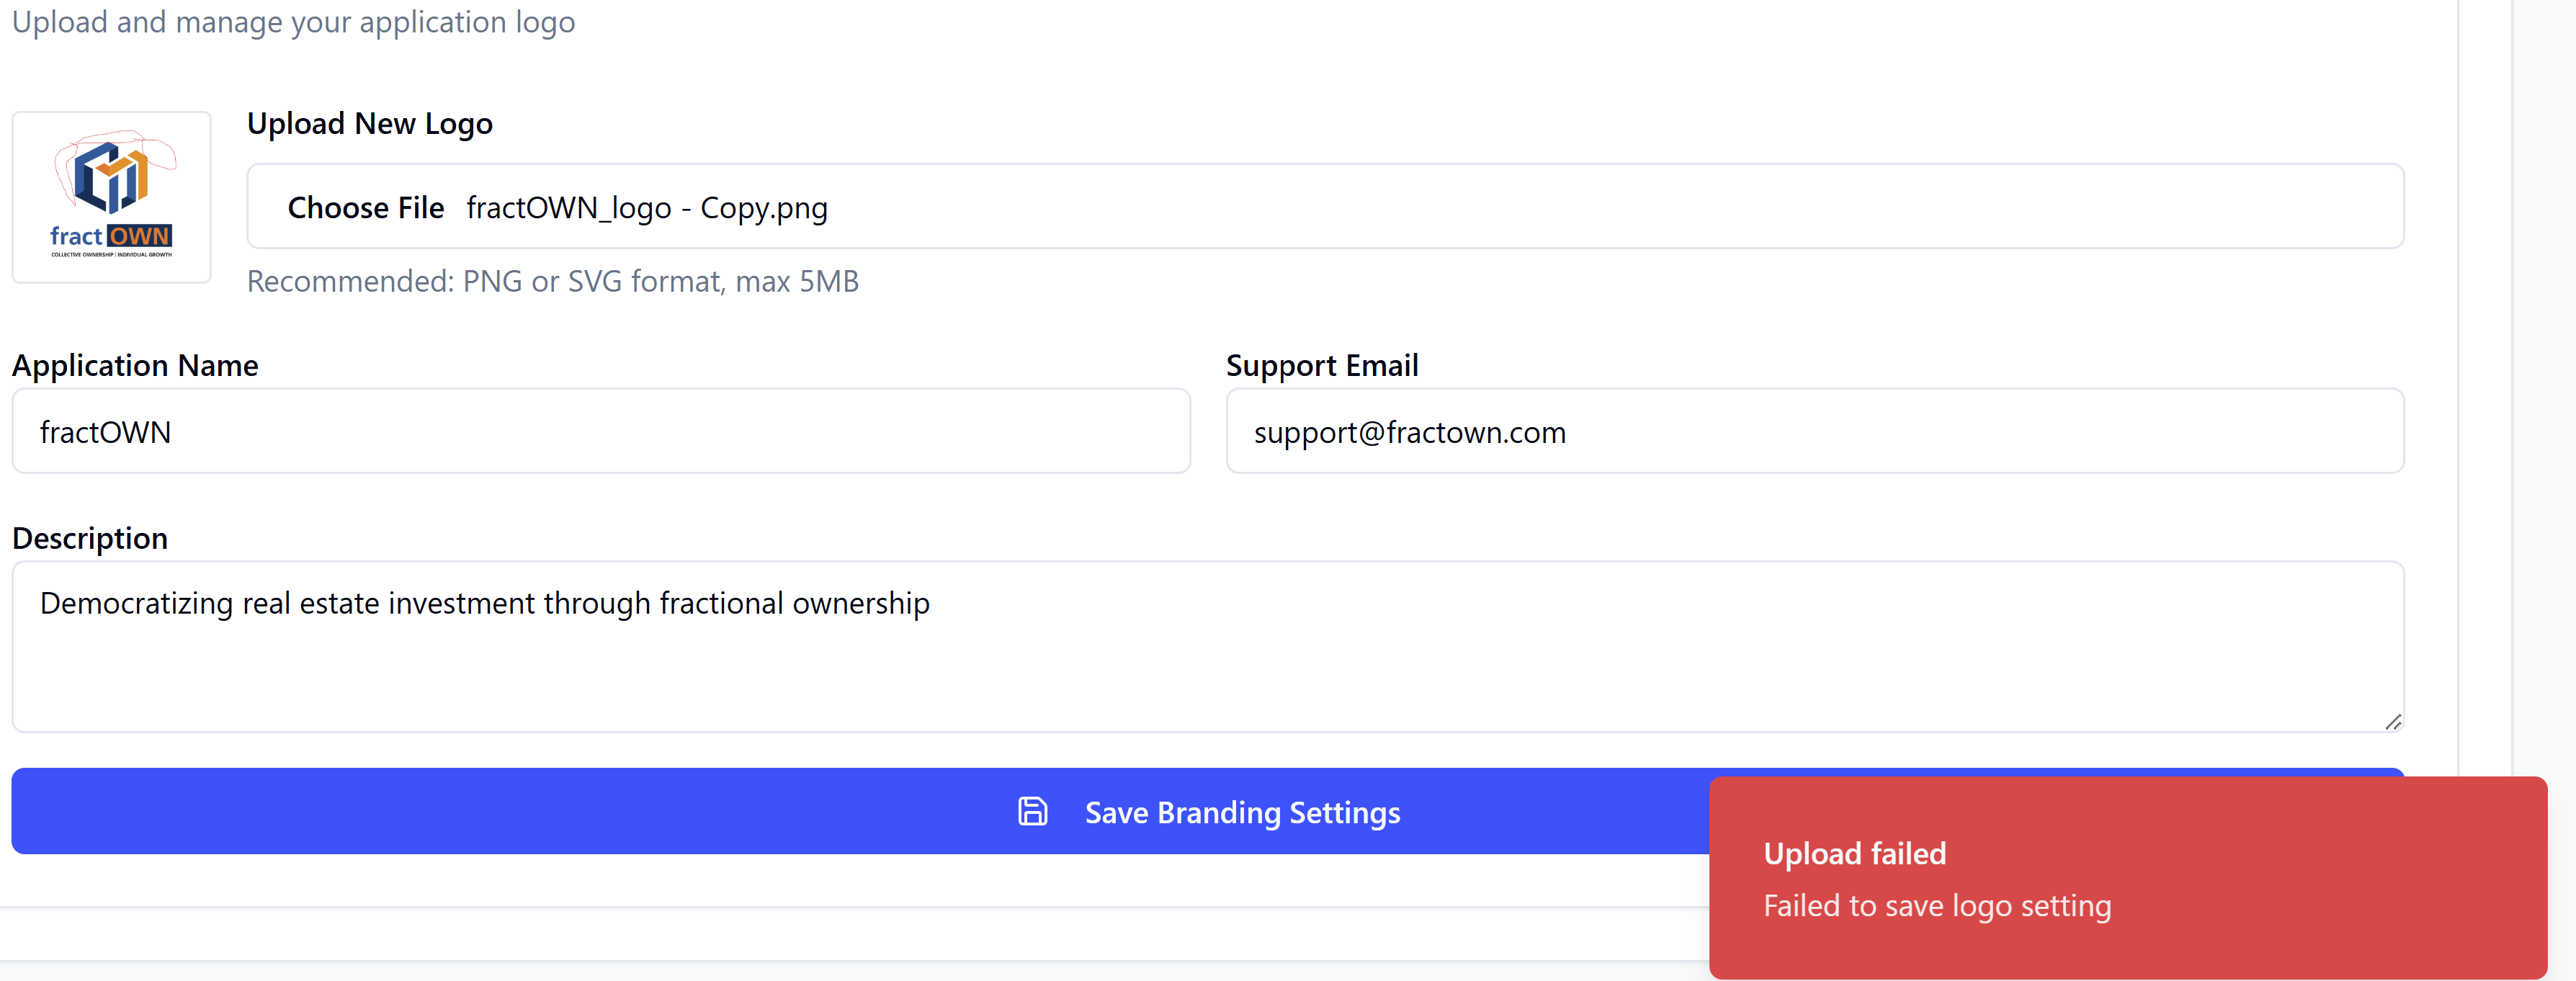 Upload and manage your application logo
fract OWN
COLLECTIVE OWNERSHIP | INDIVIDUAL GROWTH
Upload New Logo
Choose File fractOWN_logo - Copy.png
Recommended: PNG or SVG format, max 5MB
Application Name
fractOWN
Support Email
support@fractown.com
Description
Democratizing real estate investment through fractional ownership
Save Branding Settings
Upload failed
Failed to save logo setting